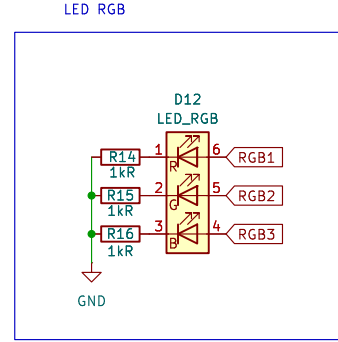 LED RGB
D12
LED_RGB
R14 1 R 6 RGB1
1kR
R15 2 G 5 RGB2
1kR
R16 3 B 4 RGB3
1kR
GND